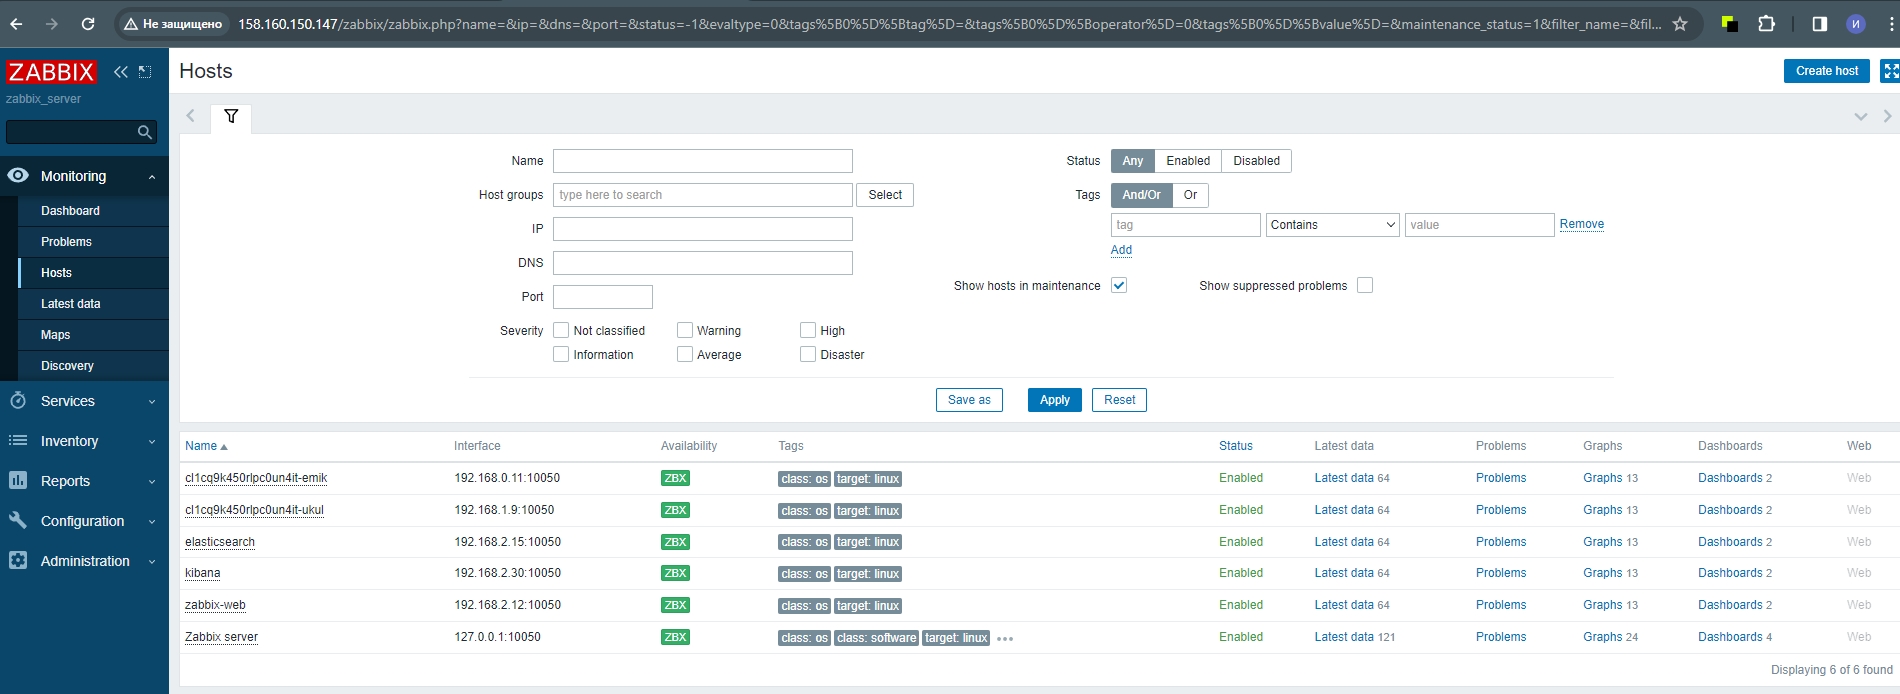 Не защищено 158.160.150.147/zabbix/zabbix.php?name=&ip=&dns=&port=&status=-1&evaltype=0&tags%5B0%5D%5Btag%5D=&tags%5B0%5D%5Boperator%5D=0&tags%5B0%5D%5Bvalue%5D=&maintenance_status=1&filter_name=&fil... И
ZABBIX
zabbix_server
Hosts
Create host
Monitoring
Dashboard
Problems
Hosts
Latest data
Maps
Discovery
Services
Inventory
Reports
Configuration
Administration
Name
Host groups type here to search Select
IP
DNS
Port
Severity Not classified Warning High
Information Average Disaster
Status Any Enabled Disabled
Tags And/Or Or
tag Contains value Remove
Add
Show hosts in maintenance Show suppressed problems
Save as Apply Reset
Name Interface Availability Tags Status Latest data Problems Graphs Dashboards Web
cl1cq9k450rlpc0un4it-emik 192.168.0.11:10050 ZBX class: os target: linux Enabled Latest data 64 Problems Graphs 13 Dashboards 2 Web
cl1cq9k450rlpc0un4it-ukul 192.168.1.9:10050 ZBX class: os target: linux Enabled Latest data 64 Problems Graphs 13 Dashboards 2 Web
elasticsearch 192.168.2.15:10050 ZBX class: os target: linux Enabled Latest data 64 Problems Graphs 13 Dashboards 2 Web
kibana 192.168.2.30:10050 ZBX class: os target: linux Enabled Latest data 64 Problems Graphs 13 Dashboards 2 Web
zabbix-web 192.168.2.12:10050 ZBX class: os target: linux Enabled Latest data 64 Problems Graphs 13 Dashboards 2 Web
Zabbix server 127.0.0.1:10050 ZBX class: os class: software target: linux ••• Enabled Latest data 121 Problems Graphs 24 Dashboards 4 Web
Displaying 6 of 6 found